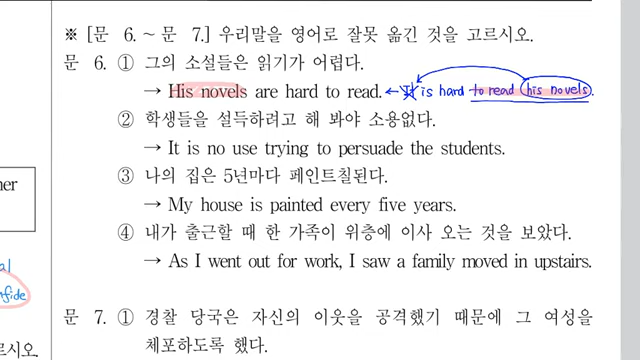 ※ [문 6. ~ 문 7.] 우리말을 영어로 잘못 옮긴 것을 고르시오.
문 6. ① 그의 소설들은 읽기가 어렵다.
→ His novels are hard to read. ← It is hard to read his novels.
② 학생들을 설득하려고 해 봐야 소용없다.
→ It is no use trying to persuade the students.
③ 나의 집은 5년마다 페인트칠된다.
→ My house is painted every five years.
④ 내가 출근할 때 한 가족이 위층에 이사 오는 것을 보았다.
→ As I went out for work, I saw a family moved in upstairs.
문 7. ① 경찰 당국은 자신의 이웃을 공격했기 때문에 그 여성을
체포하도록 했다.
her
al
nfide
르시오.